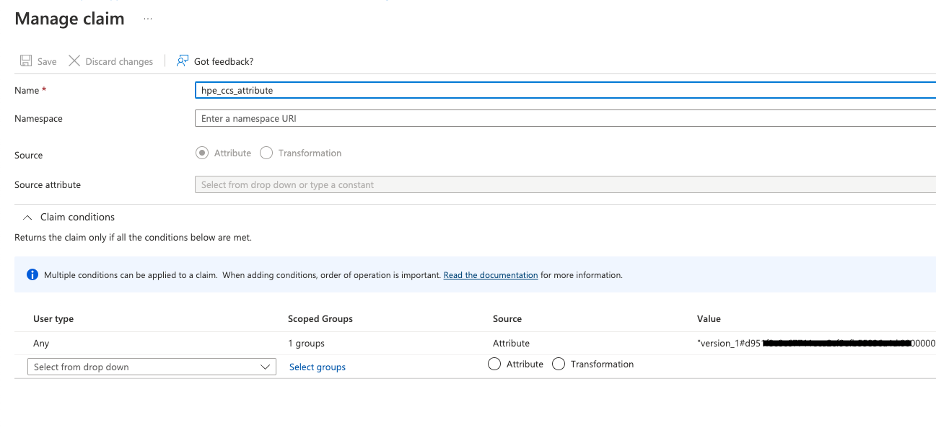 Manage claim ...
Save Discard changes Got feedback?
Name * hpe_ccs_attribute
Namespace Enter a namespace URI
Source Attribute Transformation
Source attribute Select from drop down or type a constant
Claim conditions
Returns the claim only if all the conditions below are met.
Multiple conditions can be applied to a claim. When adding conditions, order of operation is important. Read the documentation for more information.
User type Scoped Groups Source Value
Any 1 groups Attribute "version_1#d951 00000
Select from drop down Select groups Attribute Transformation